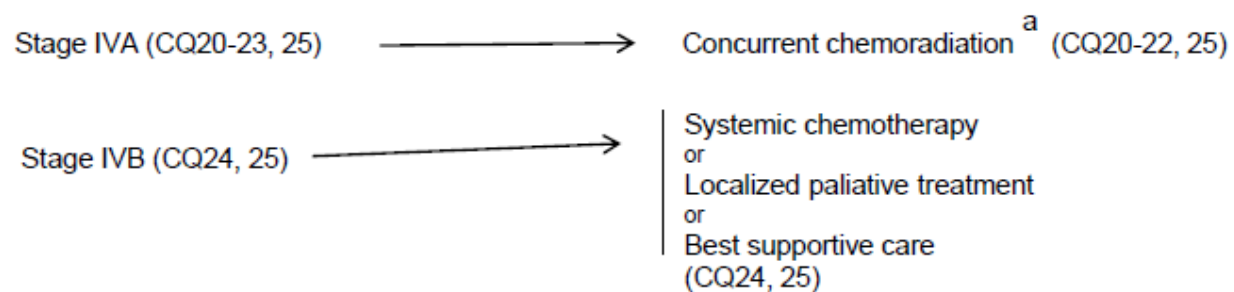 Stage IVA (CQ20-23, 25)
Concurrent chemoradiation a (CQ20-22, 25)
Stage IVB (CQ24, 25)
Systemic chemotherapy
or
Localized paliative treatment
or
Best supportive care
(CQ24, 25)